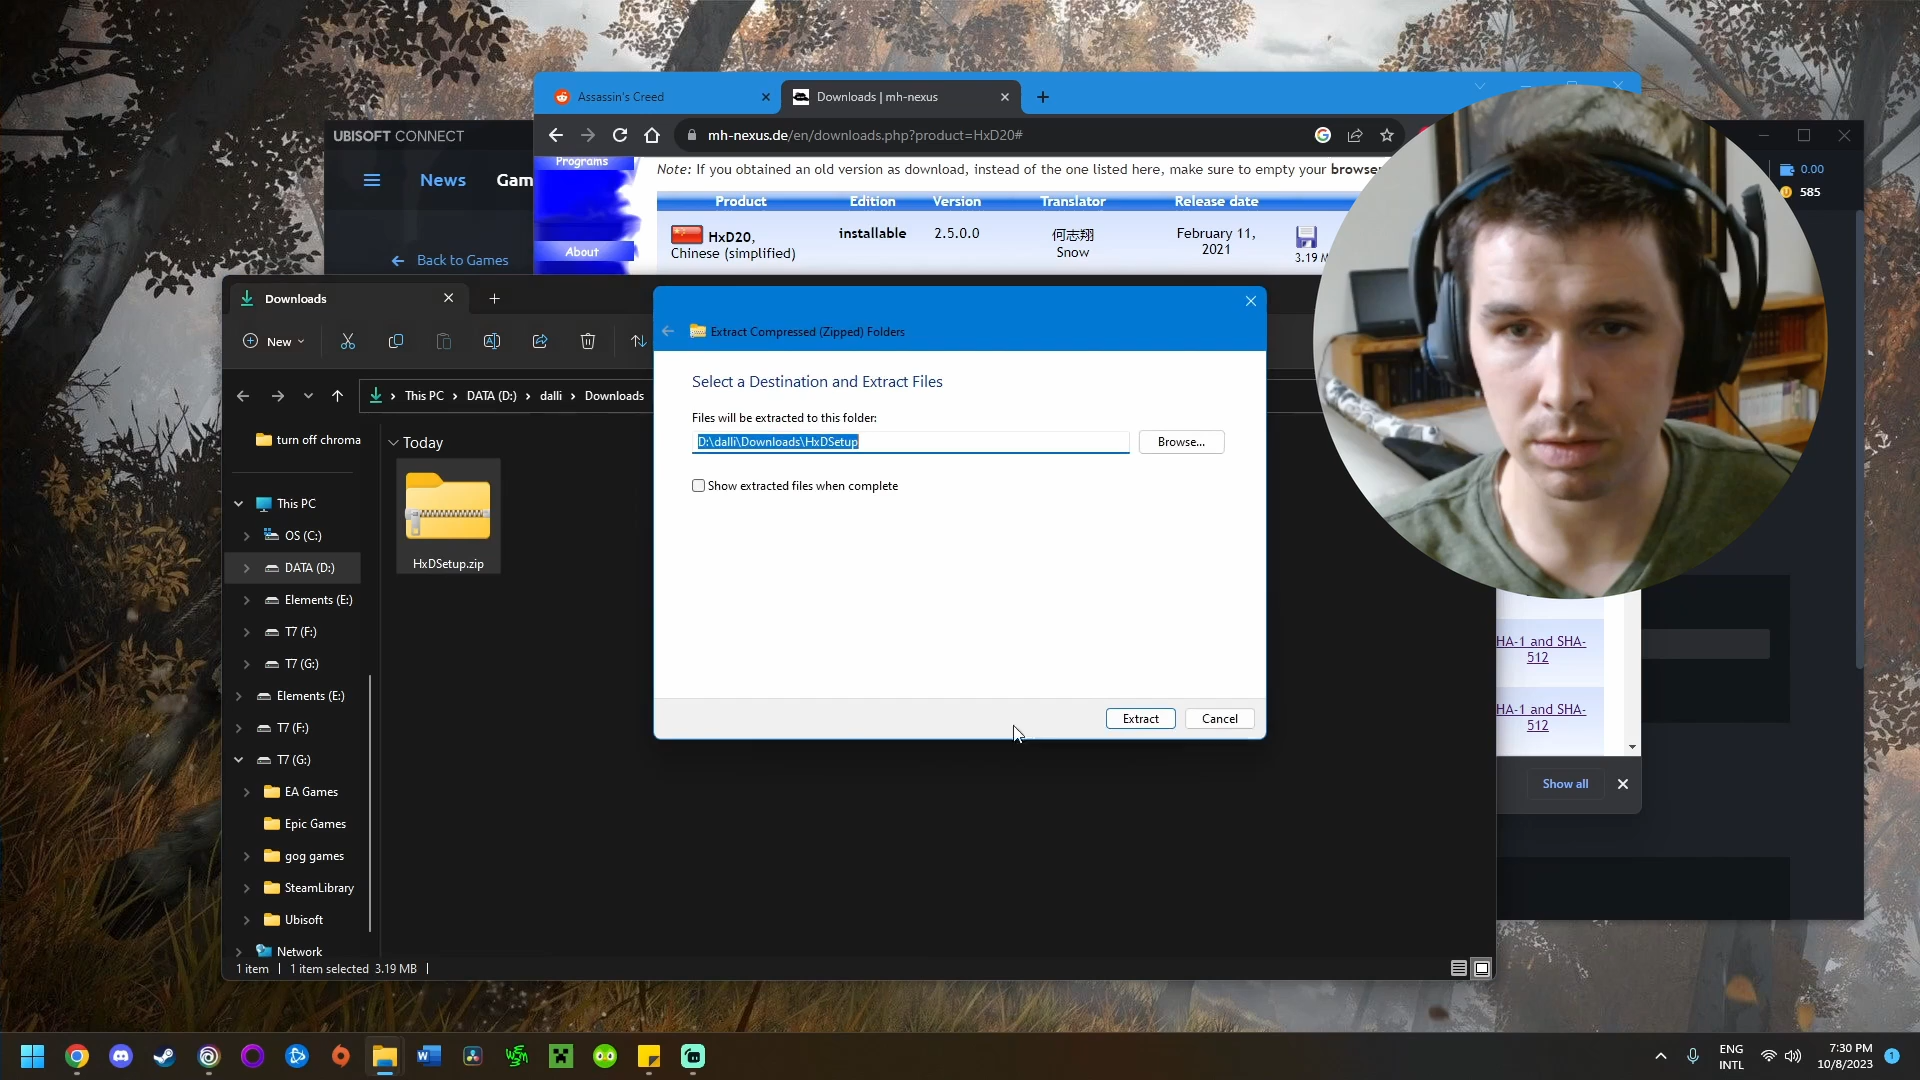 Assassin's Creed
Downloads | mh-nexus
mh-nexus.de/en/downloads.php?product=HxD20#
UBISOFT CONNECT
News
Gam
Back to Games
0.00
585
Programs
About
Note: If you obtained an old version as download, instead of the one listed here, make sure to empty your browser
Product Edition Version Translator Release date
HxD20, installable 2.5.0.0 何志翔 February 11,
Chinese (simplified) Snow 2021
3.19 M
Downloads
New
This PC > DATA (D:) > dalli > Downloads
turn off chroma
This PC
OS (C:)
DATA (D:)
Elements (E:)
T7 (F:)
T7 (G:)
Elements (E:)
T7 (F:)
T7 (G:)
EA Games
Epic Games
gog games
SteamLibrary
Ubisoft
Network
Today
HxDSetup.zip
1 item | 1 item selected 3.19 MB |
Extract Compressed (Zipped) Folders
Select a Destination and Extract Files
Files will be extracted to this folder:
D:\dalli\Downloads\HxDSetup
Browse...
Show extracted files when complete
Extract
Cancel
HA-1 and SHA-
512
HA-1 and SHA-
512
Show all
ENG
INTL
7:30 PM
10/8/2023
1